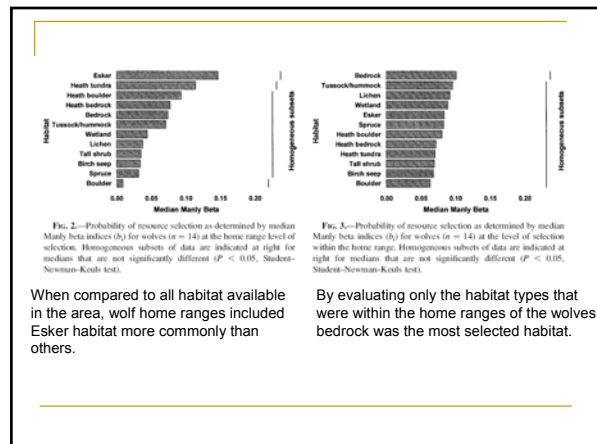 Esker
Heath tundra
Heath boulder
Heath bedrock
Bedrock
Tussock/hummock
Wetland
Lichen
Tall shrub
Birch seep
Spruce
Boulder
Habitat
Homogeneous subsets
0.00 0.05 0.10 0.15 0.20
Median Manly Beta
FIG. 2.—Probability of resource selection as determined by median
Manly beta indices (bᵢ) for wolves (n = 14) at the home range level of
selection. Homogeneous subsets of data are indicated at right for
medians that are not significantly different (P < 0.05, Student–
Newman–Keuls test).
When compared to all habitat available
in the area, wolf home ranges included
Esker habitat more commonly than
others.
Bedrock
Tussock/hummock
Lichen
Wetland
Esker
Spruce
Heath boulder
Heath bedrock
Heath tundra
Tall shrub
Birch seep
Boulder
Habitat
Homogeneous subsets
0.00 0.05 0.10 0.15 0.20
Median Manly Beta
FIG. 3.—Probability of resource selection as determined by median
Manly beta indices (bᵢ) for wolves (n = 14) at the level of selection
within the home range. Homogeneous subsets of data are indicated at
right for medians that are not significantly different (P < 0.05,
Student–Newman–Keuls test).
By evaluating only the habitat types that
were within the home ranges of the wolves
bedrock was the most selected habitat.